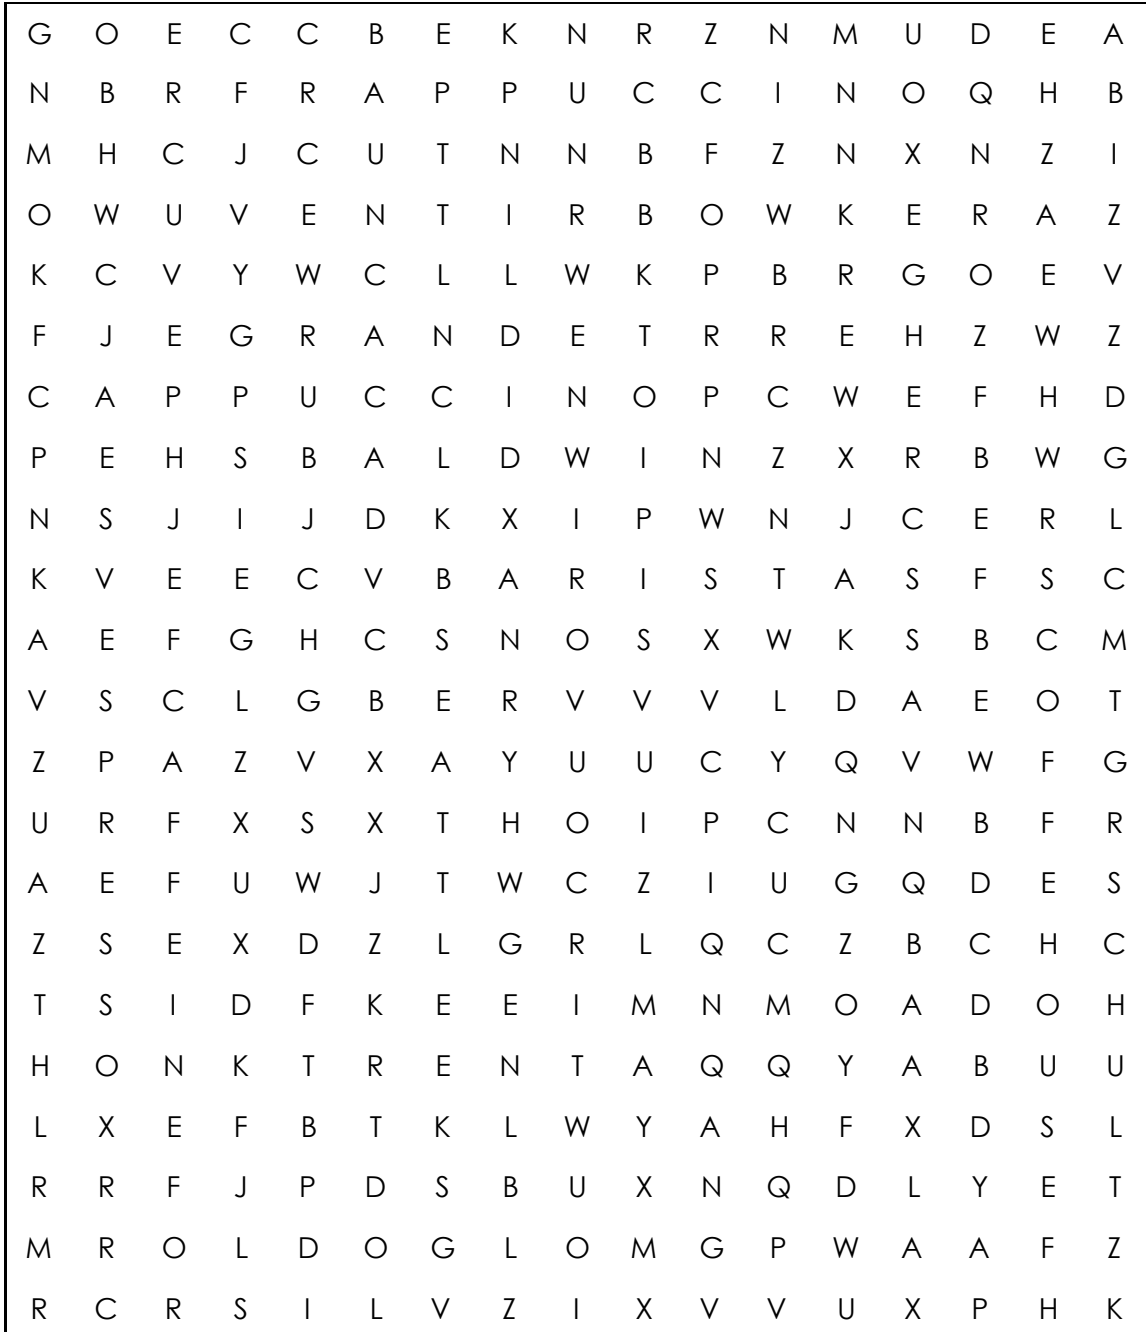 G O E C C B E K N R Z N M U D E A
N B R F R A P P U C C I N O Q H B
M H C J C U T N N B F Z N X N Z I
O W U V E N T I R B O W K E R A Z
K C V Y W C L L W K P B R G O E V
F J E G R A N D E T R R E H Z W Z
C A P P U C C I N O P C W E F H D
P E H S B A L D W I N Z X R B W G
N S J I J D K X I P W N J C E R L
K V E E C V B A R I S T A S F S C
A E F G H C S N O S X W K S B C M
V S C L G B E R V V V L D A E O T
Z P A Z V X A Y U U C Y Q V W F G
U R F X S X T H O I P C N N B F R
A E F U W J T W C Z I U G Q D E S
Z S E X D Z L G R L Q C Z B C H C
T S I D F K E E I M N M O A D O H
H O N K T R E N T A Q Q Y A B U U
L X E F B T K L W Y A H F X D S L
R R F J P D S B U X N Q D L Y E T
M R O L D O G L O M G P W A A F Z
R C R S I L V Z I X V V U X P H K